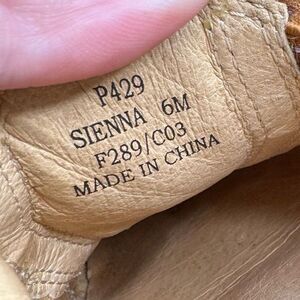 P429
SIENNA 6M
F289/C03
MADE IN CHINA